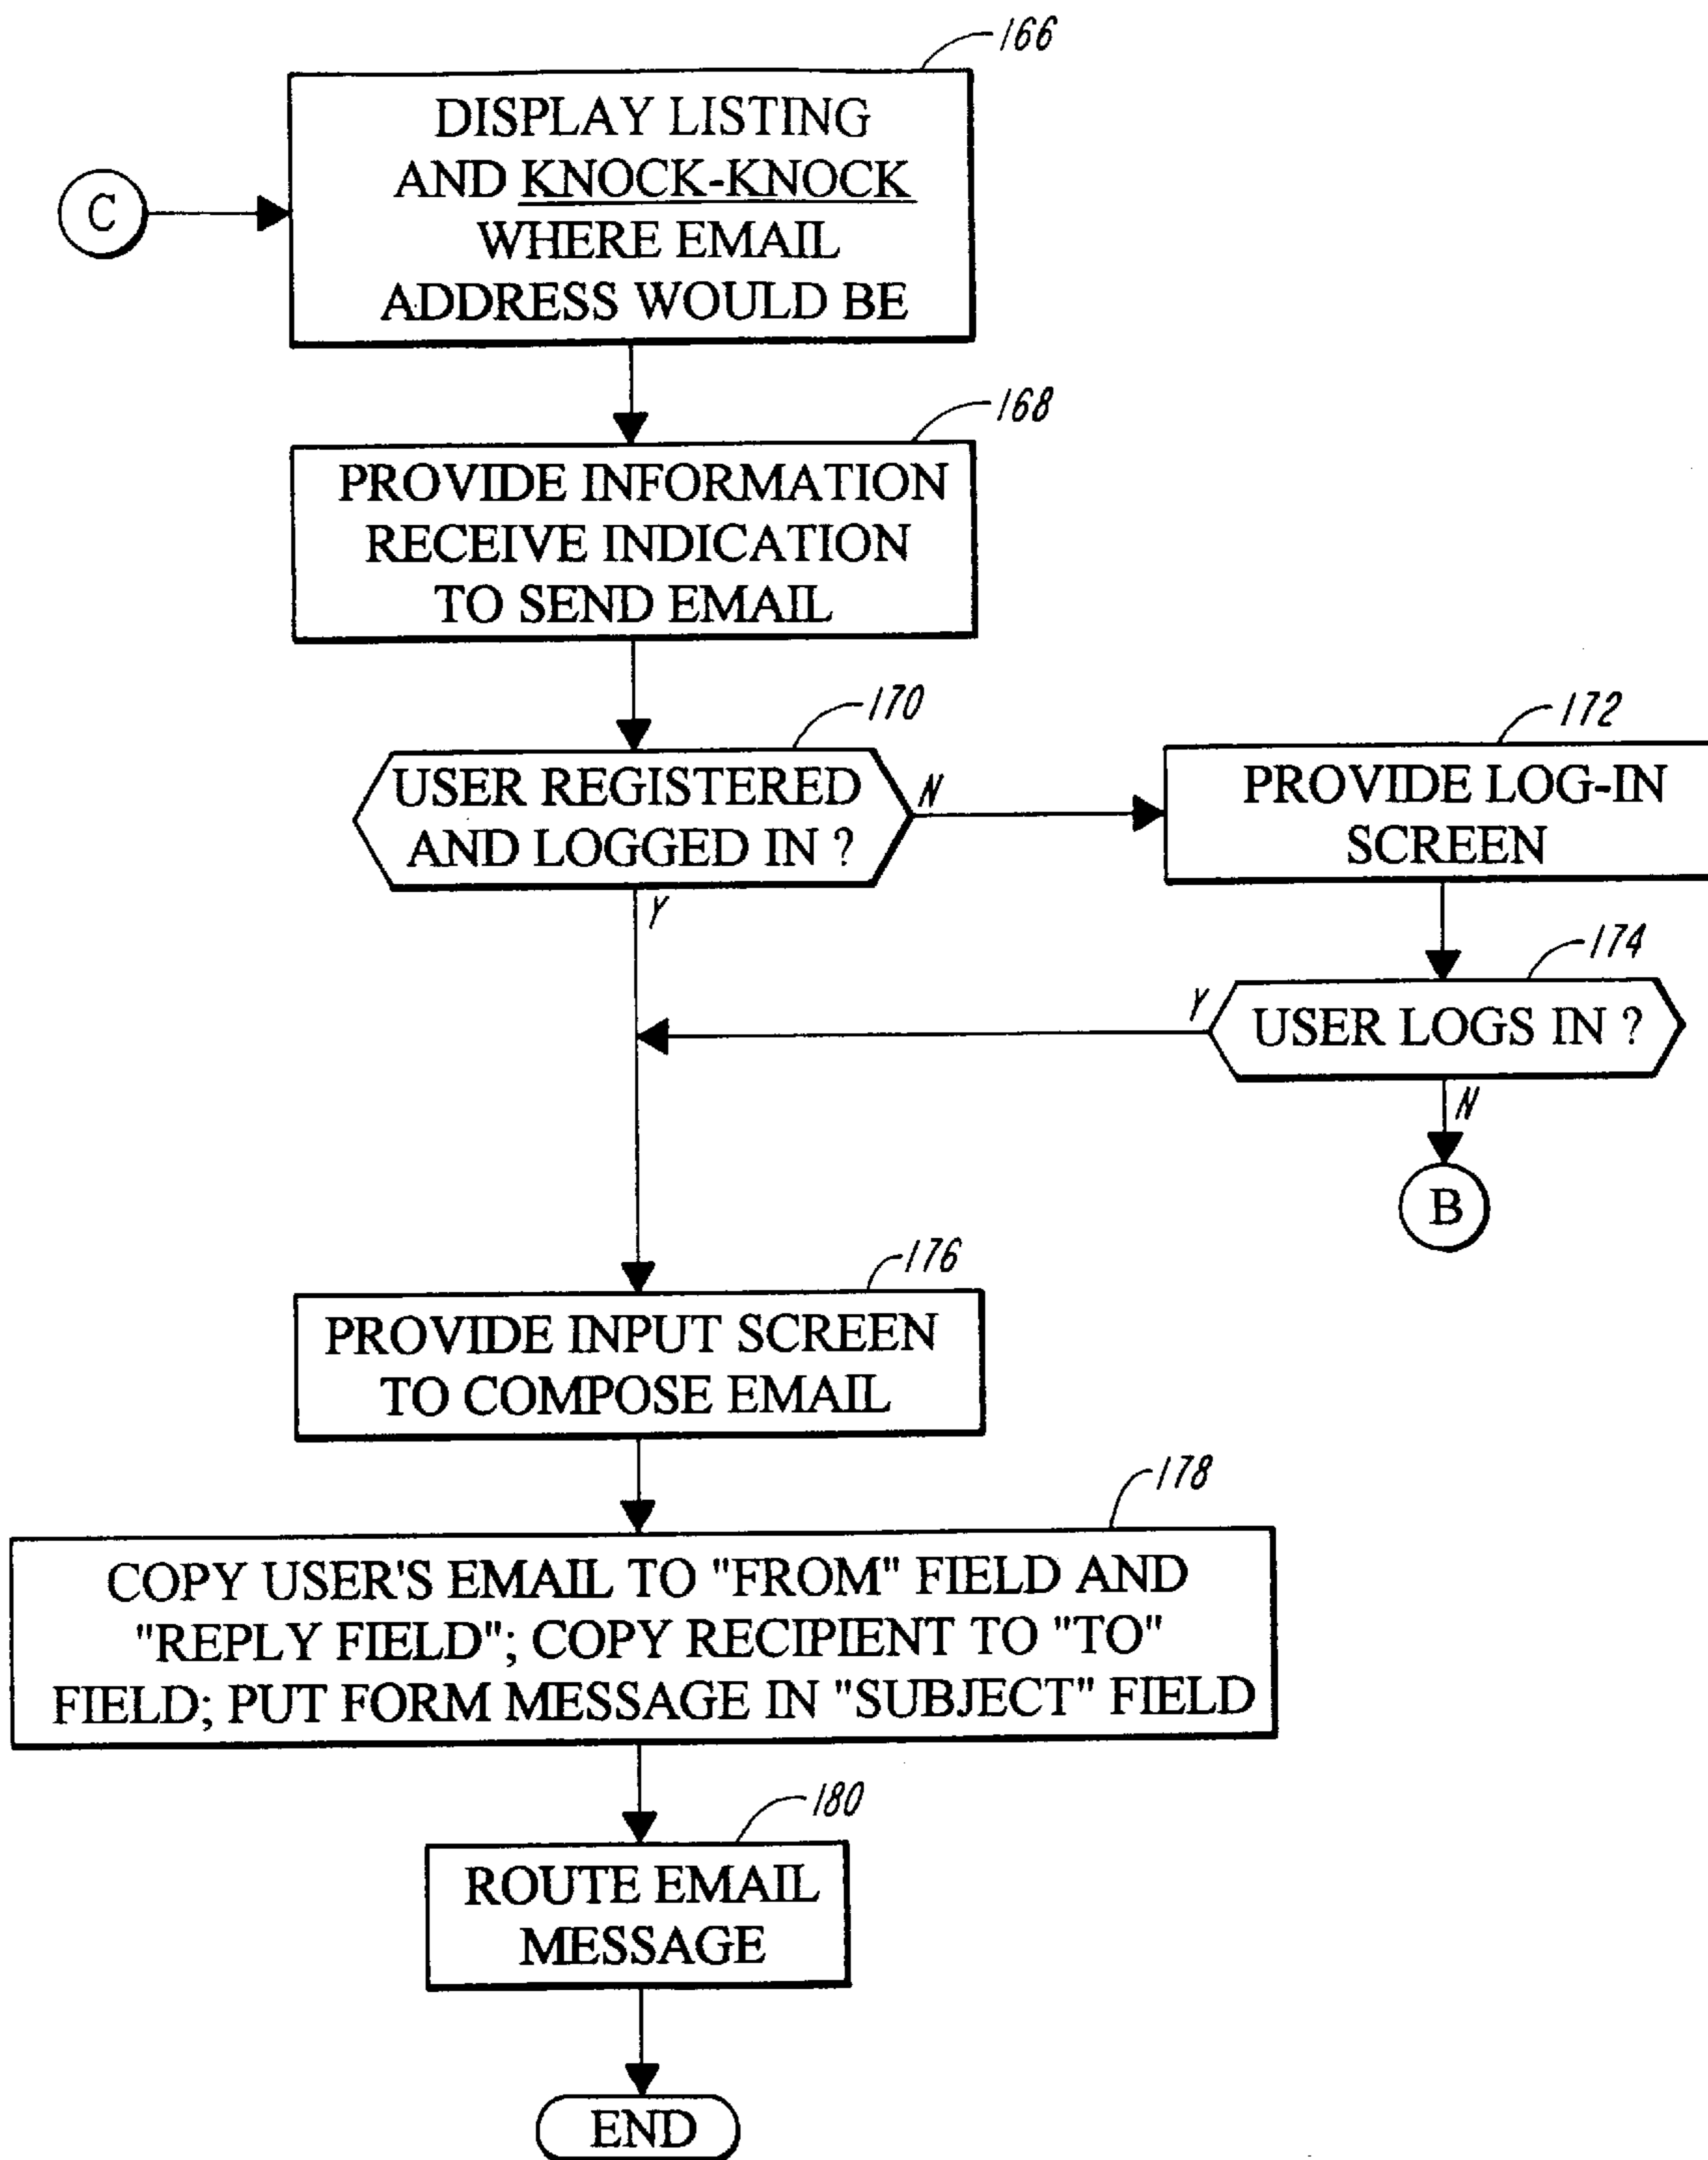 166
DISPLAY LISTING
AND KNOCK-KNOCK
WHERE EMAIL
ADDRESS WOULD BE
C
168
PROVIDE INFORMATION
RECEIVE INDICATION
TO SEND EMAIL
170
USER REGISTERED
AND LOGGED IN ?
N
Y
172
PROVIDE LOG-IN
SCREEN
174
USER LOGS IN ?
Y
N
B
176
PROVIDE INPUT SCREEN
TO COMPOSE EMAIL
178
COPY USER'S EMAIL TO "FROM" FIELD AND
"REPLY FIELD"; COPY RECIPIENT TO "TO"
FIELD; PUT FORM MESSAGE IN "SUBJECT" FIELD
180
ROUTE EMAIL
MESSAGE
END